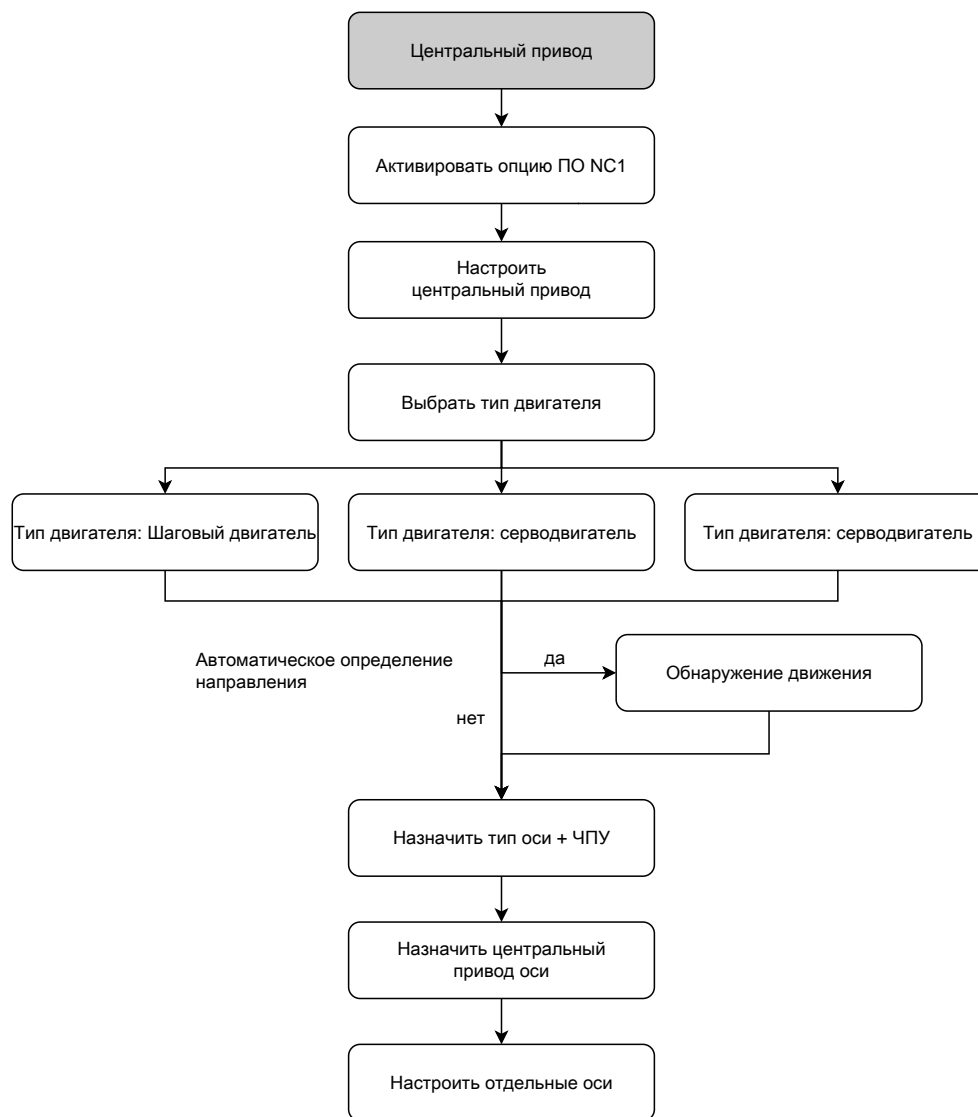 Центральный привод
Активировать опцию ПО NC1
Настроить
центральный привод
Выбрать тип двигателя
Тип двигателя: Шаговый двигатель
Тип двигателя: серводвигатель
Тип двигателя: серводвигатель
Автоматическое определение
направления
да
Обнаружение движения
нет
Назначить тип оси + ЧПУ
Назначить центральный
привод оси
Настроить отдельные оси